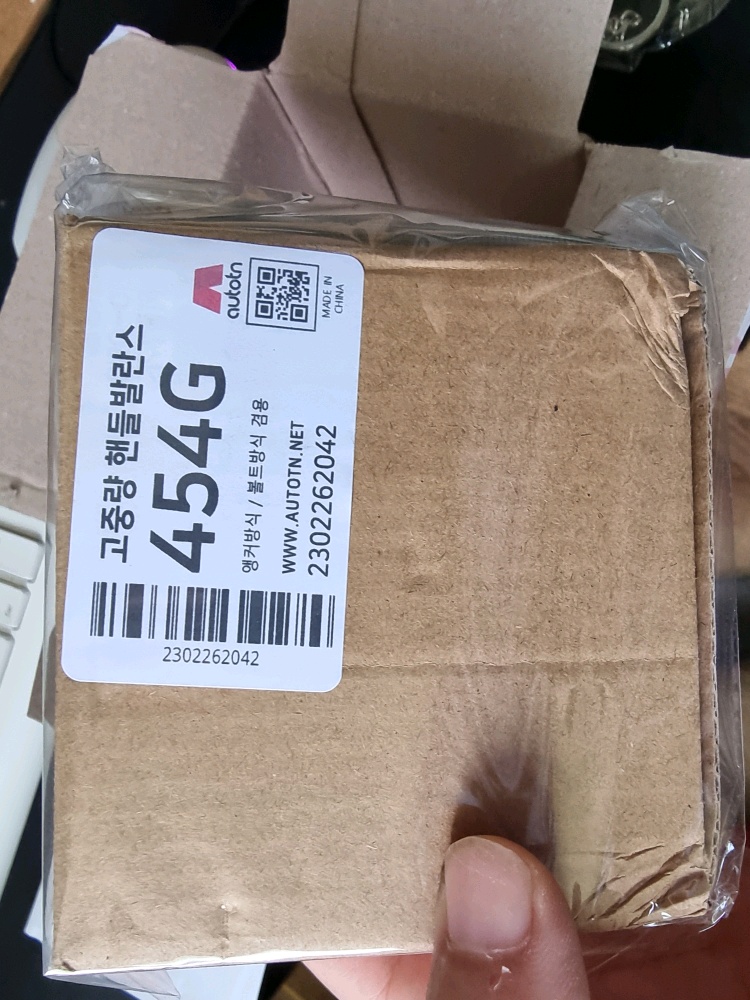 autotn
MADE IN
CHINA
고중량 핸들발란스
454G
앵커방식 / 볼트방식 겸용
WWW.AUTOTN.NET
2302262042
2302262042